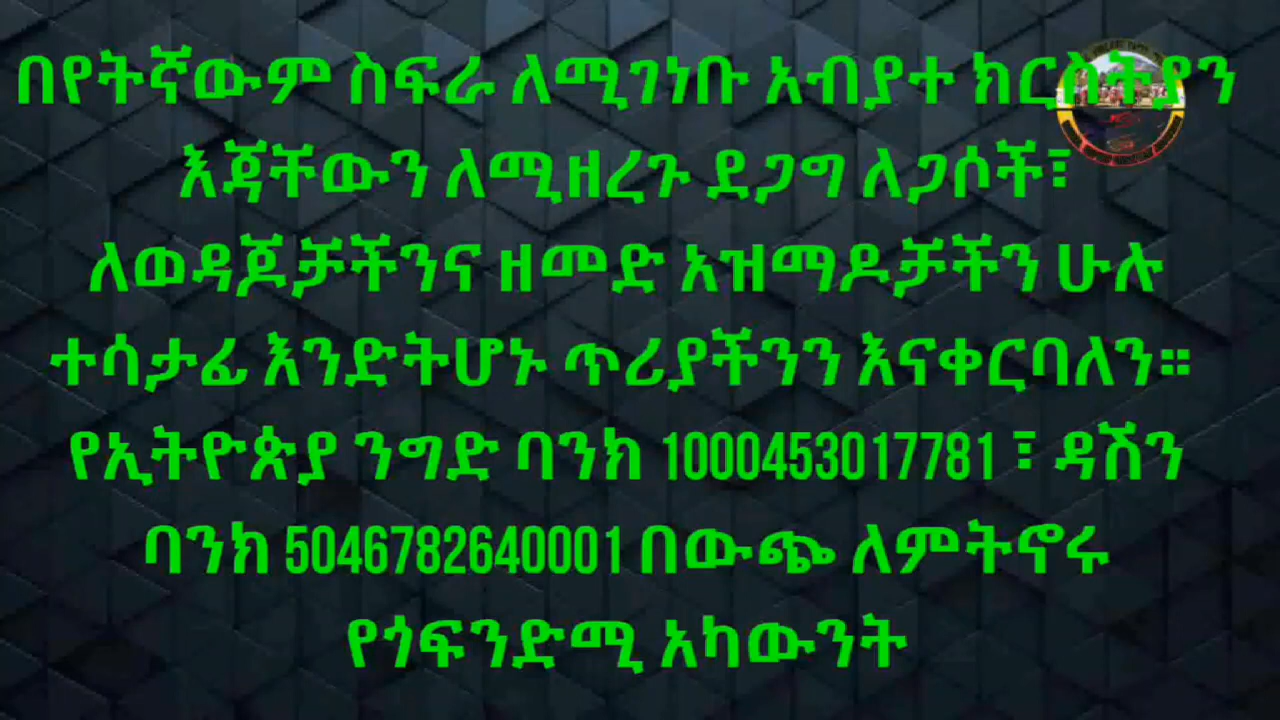 በየትኛውም ስፍራ ለሚገነቡ አብያተ ክርስትያን
እጃቸውን ለሚዘረጉ ደጋግ ለጋሶች፣
ለወዳጆቻችንና ዘመድ አዝማዶቻችን ሁሉ
ተሳታፊ እንድትሆኑ ጥሪያችንን እናቀርባለን።
የኢትዮጵያ ንግድ ባንክ 1000453017781 ፣ ዳሽን
ባንክ 5046782640001 በውጭ ለምትኖሩ
የጎፍንድሚ አካውንት